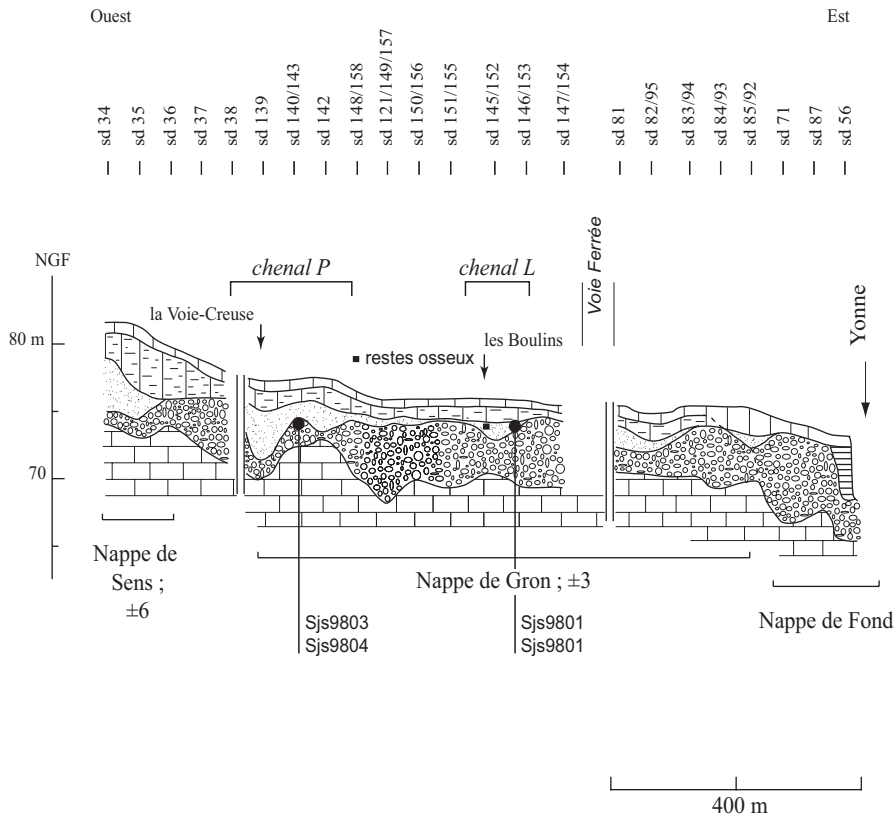 Ouest
Est
sd 34
sd 35
sd 36
sd 37
sd 38
sd 139
sd 140/143
sd 142
sd 148/158
sd 121/149/157
sd 150/156
sd 151/155
sd 145/152
sd 146/153
sd 147/154
sd 81
sd 82/95
sd 83/94
sd 84/93
sd 85/92
sd 71
sd 87
sd 56
NGF
chenal P
chenal L
Voie Ferrée
Yonne
la Voie-Creuse
80 m
restes osseux
les Boulins
70
Nappe de
Sens ;
±6
Nappe de Gron ; ±3
Nappe de Fond
Sjs9803
Sjs9804
Sjs9801
Sjs9801
400 m